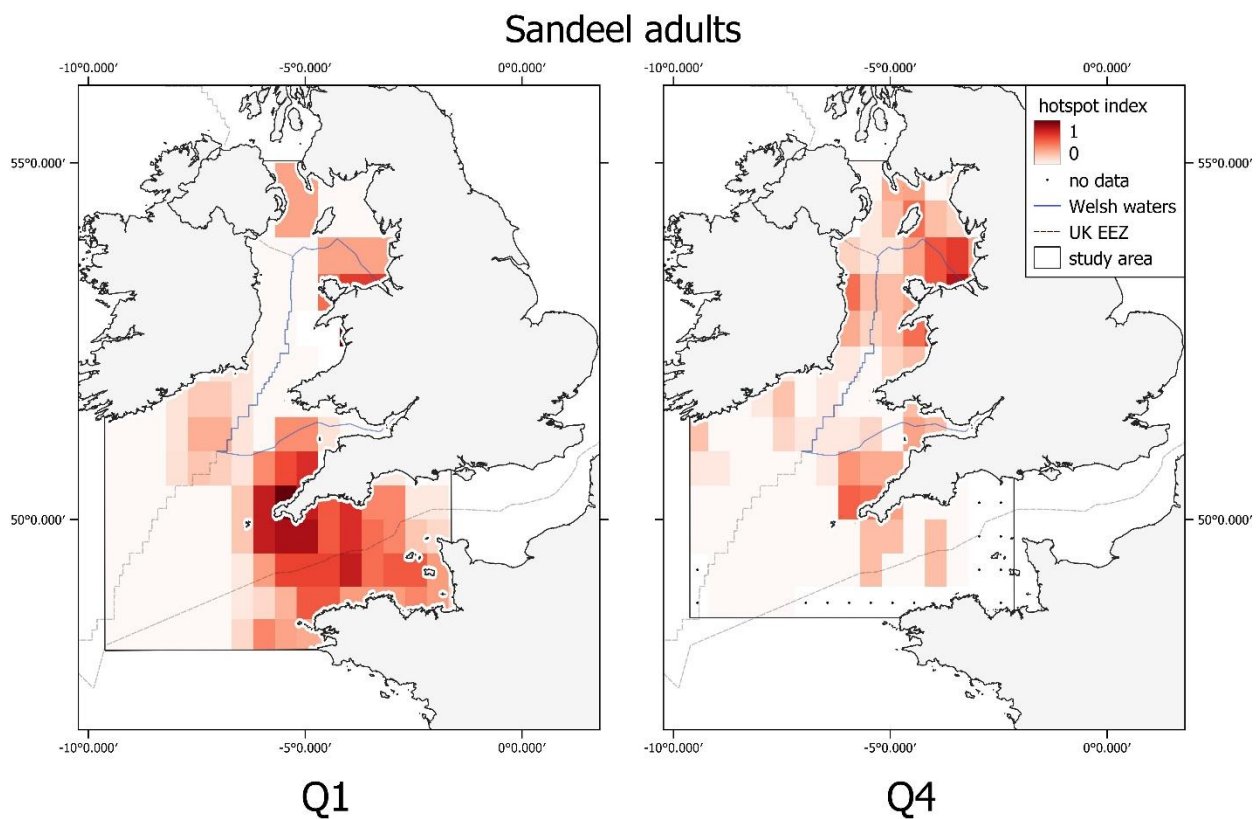 Sandeel adults
-10°0.000′ -5°0.000′ 0°0.000′ -10°0.000′ -5°0.000′ 0°0.000′
hotspot index
1
0
no data
Welsh waters
UK EEZ
study area
55°0.000′ 55°0.000′
50°0.000′ 50°0.000′
-10°0.000′ -5°0.000′ 0°0.000′ -10°0.000′ -5°0.000′ 0°0.000′
Q1 Q4